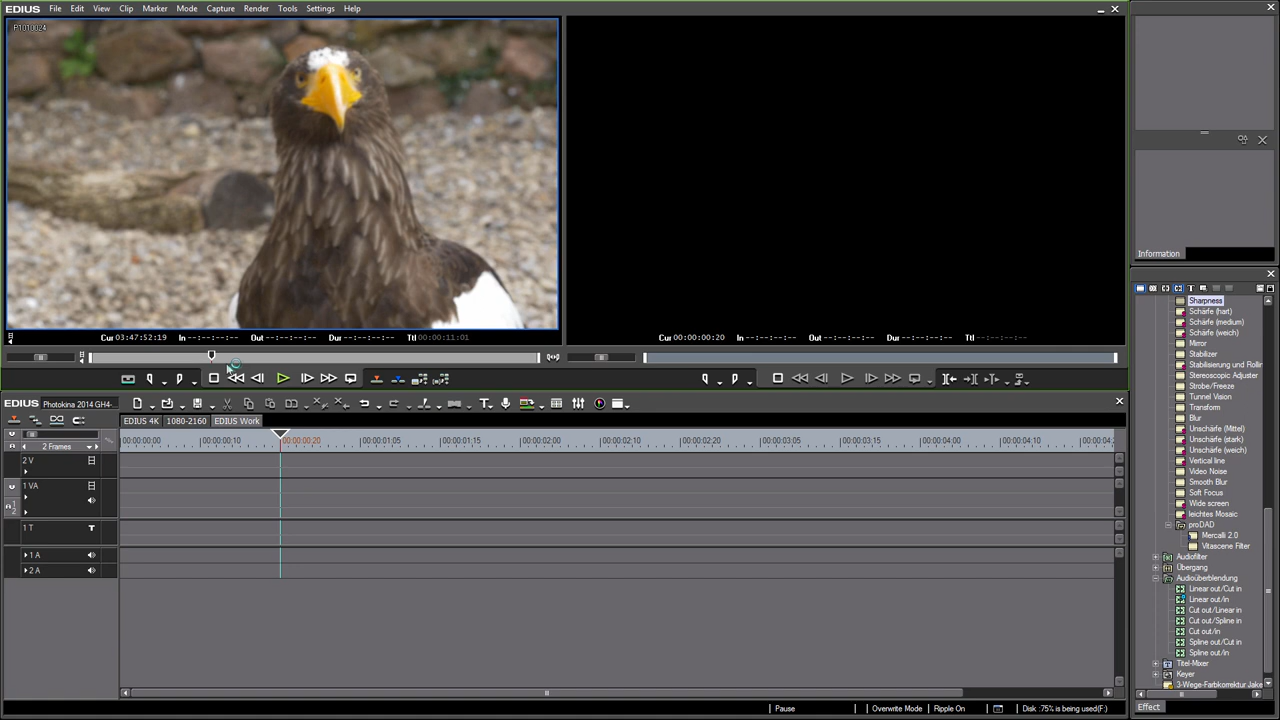 EDIUS File Edit View Clip Marker Mode Capture Render Tools Settings Help
P1010024
Cur 03:47:52:19 In --:--:--:-- Out --:--:--:-- Dur --:--:--:-- Ttl 00:00:11:01
Cur 00:00:00:20 In --:--:--:-- Out --:--:--:-- Dur --:--:--:-- Ttl --:--:--:--
Information
EDIUS Photokina 2014 GH4-
EDIUS 4K 1080-2160 EDIUS Work
2 Frames
00:00:00:00 00:00:00:10 00:00:00:20 00:00:01:05 00:00:01:15 00:00:02:00 00:00:02:10 00:00:02:20 00:00:03:05 00:00:03:15 00:00:04:00 00:00:04:10 00:00:04:
2 V
1 VA
1
2
1 T T
1 A
2 A
Sharpness
Schärfe (hart)
Schärfe (medium)
Schärfe (weich)
Mirror
Stabilizer
Stabilisierung und Rollin
Stereoscopic Adjuster
Strobe/Freeze
Tunnel Vision
Transform
Blur
Unschärfe (Mittel)
Unschärfe (stark)
Unschärfe (weich)
Vertical line
Video Noise
Smooth Blur
Soft Focus
Wide screen
leichtes Mosaic
proDAD
Mercalli 2.0
Vitascene Filter
Audiofilter
Übergang
Audioüberblendung
Linear out/Cut in
Linear out/in
Cut out/Linear in
Cut out/Spline in
Cut out/in
Spline out/Cut in
Spline out/in
Titel-Mixer
Keyer
3-Wege-Farbkorrektur Jake
Effect
Pause Overwrite Mode Ripple On Disk :75% is being used(F:)